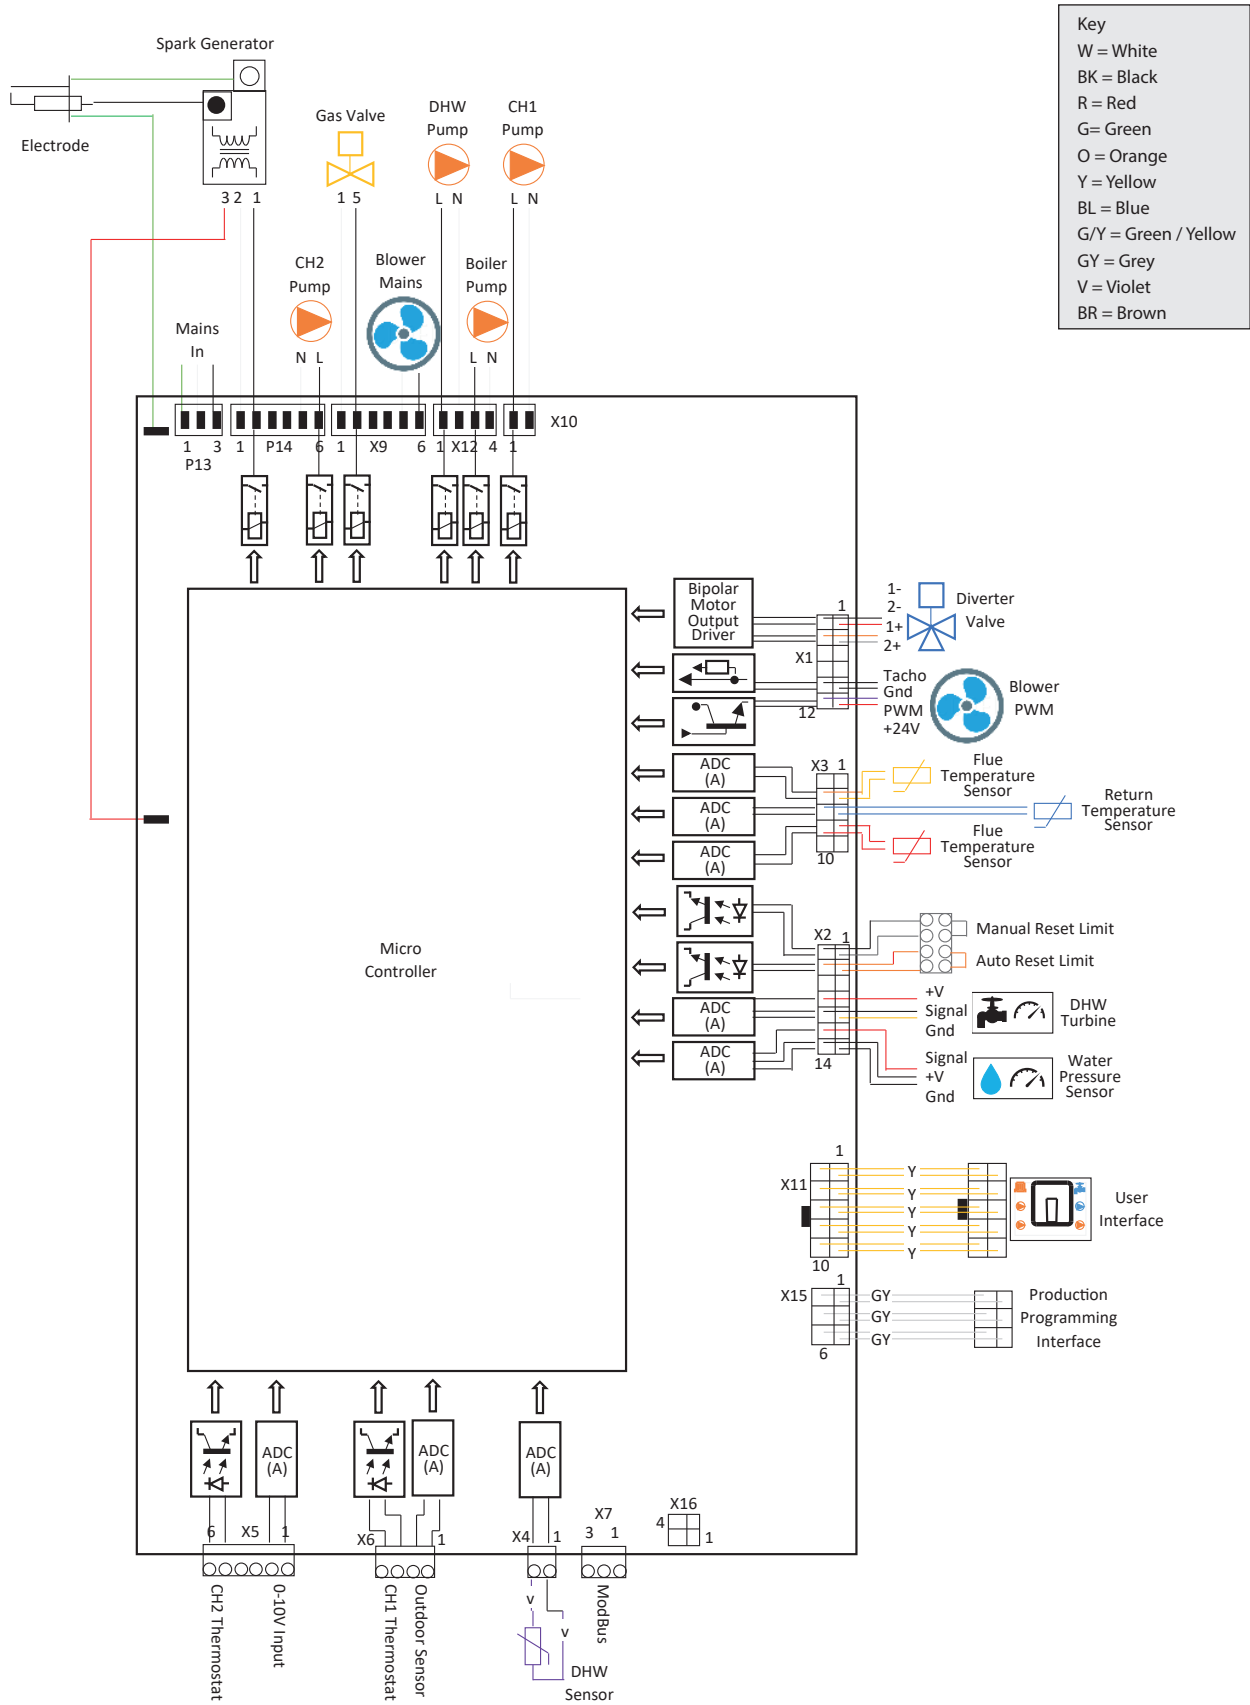 Key
W = White
BK = Black
R = Red
G= Green
O = Orange
Y = Yellow
BL = Blue
G/Y = Green / Yellow
GY = Grey
V = Violet
BR = Brown
Spark Generator
Electrode
3 2 1
Gas Valve
1 5
DHW
Pump
L N
CH1
Pump
L N
CH2
Pump
N L
Blower
Mains
Boiler
Pump
L N
Mains
In
X10
1 3
P13
1 P14 6
1 X9 6
1 X12 4
1
Bipolar
Motor
Output
Driver
1
X1
12
1-
2-
1+
2+
Diverter
Valve
Tacho
Gnd
PWM
+24V
Blower
PWM
ADC
(A)
ADC
(A)
ADC
(A)
X3 1
10
Flue
Temperature
Sensor
Return
Temperature
Sensor
Flue
Temperature
Sensor
Micro
Controller
X2 1
14
Manual Reset Limit
Auto Reset Limit
ADC
(A)
ADC
(A)
+V
Signal
Gnd
DHW
Turbine
Signal
+V
Gnd
Water
Pressure
Sensor
1
X11
10
Y
Y
Y
Y
Y
User
Interface
1
X15
6
GY
GY
GY
Production
Programming
Interface
ADC
(A)
ADC
(A)
ADC
(A)
6 X5 1
X6 1
X4 1
X7
3 1
X16
4
1
CH2 Thermostat
0-10V Input
CH1 Thermostat
Outdoor Sensor
v
v
DHW
Sensor
ModBus